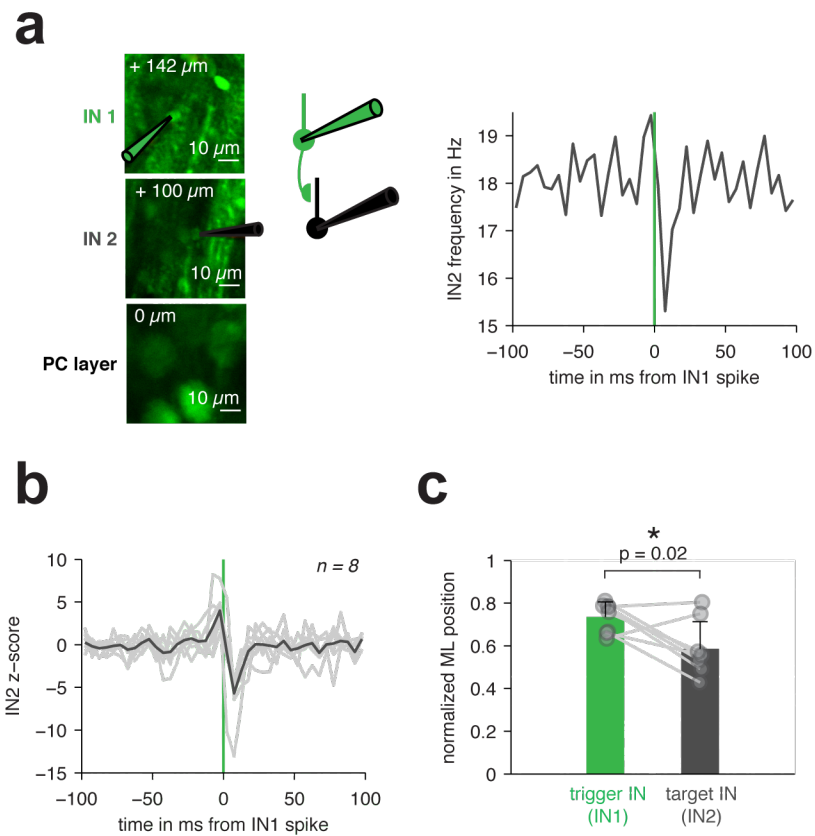 a
+ 142 µm
IN 1
10 µm
+ 100 µm
IN 2
10 µm
0 µm
PC layer
10 µm
IN2 frequency in Hz
19
18
17
16
15
−100
−50
0
50
100
time in ms from IN1 spike
b
n = 8
IN2 z−score
10
5
0
−5
−10
−15
−100
−50
0
50
100
time in ms from IN1 spike
c
*
p = 0.02
normalized ML position
1
0.8
0.6
0.4
0.2
0
trigger IN
(IN1)
target IN
(IN2)